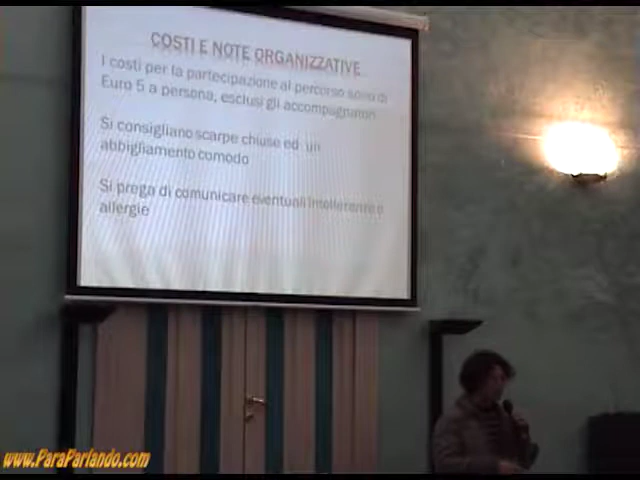 COSTI E NOTE ORGANIZZATIVE
I costi per la partecipazione al percorso sono di
Euro 5 a persona, esclusi gli accompagnatori
Si consigliano scarpe chiuse ed un
abbigliamento comodo
Si prega di comunicare eventuali intolleranze o
allergie
www.ParaParlando.com